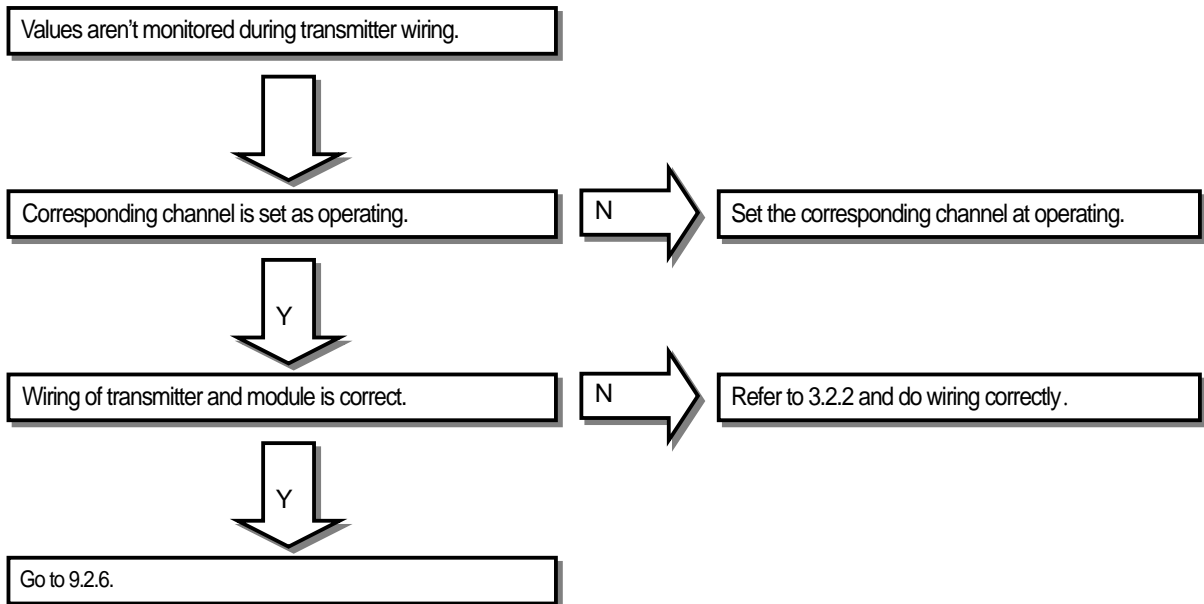 Values aren't monitored during transmitter wiring.
Corresponding channel is set as operating.
N
Set the corresponding channel at operating.
Y
Wiring of transmitter and module is correct.
N
Refer to 3.2.2 and do wiring correctly.
Y
Go to 9.2.6.